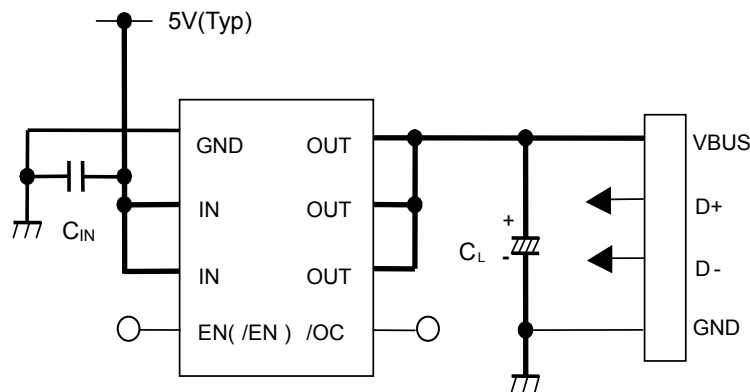 5V(Typ)
GND OUT
VBUS
IN OUT
D+
CIN
+
CL
-
D-
IN OUT
GND
EN( /EN ) /OC